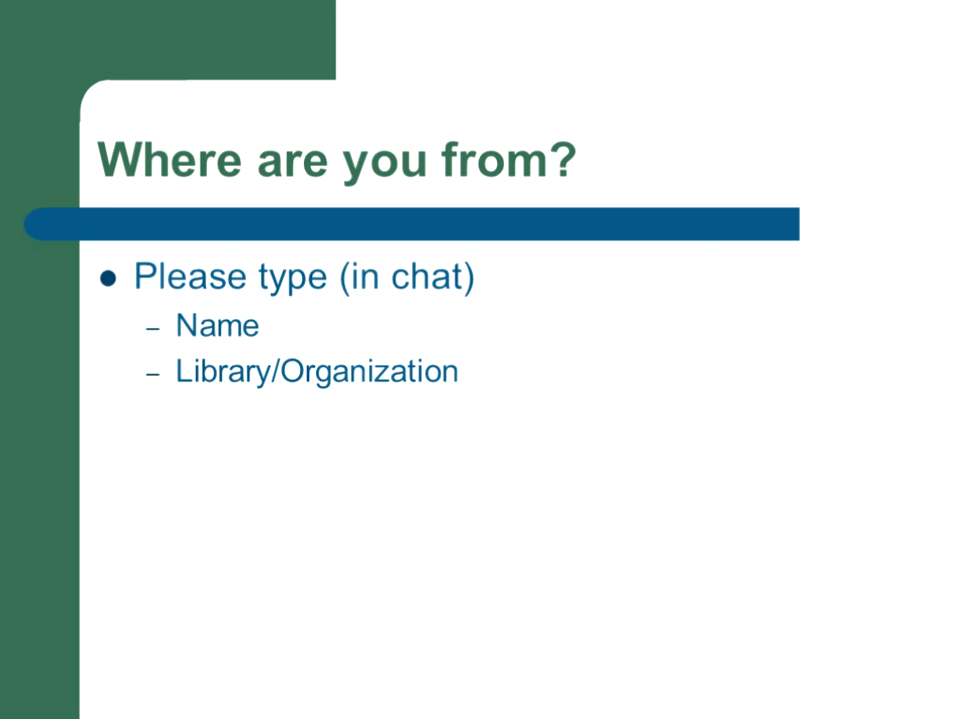 Where are you from?
● Please type (in chat)
– Name
– Library/Organization